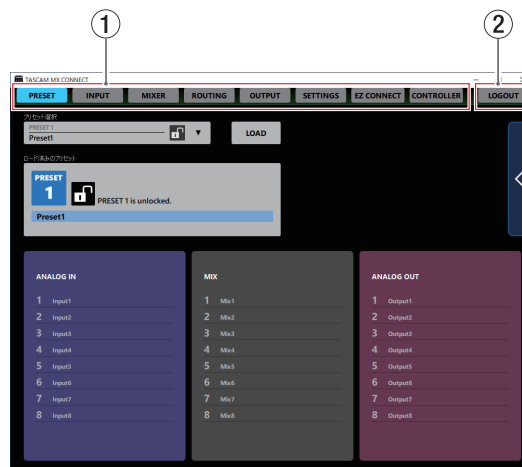 1
2
TASCAM MX CONNECT
PRESET INPUT MIXER ROUTING OUTPUT SETTINGS EZ CONNECT CONTROLLER LOGOUT
プリセット選択
PRESET 1
Preset1
LOAD
ロード済みのプリセット
PRESET
1
PRESET 1 is unlocked.
Preset1
ANALOG IN
1 Input1
2 Input2
3 Input3
4 Input4
5 Input5
6 Input6
7 Input7
8 Input8
MIX
1 Mix1
2 Mix2
3 Mix3
4 Mix4
5 Mix5
6 Mix6
7 Mix7
8 Mix8
ANALOG OUT
1 Output1
2 Output2
3 Output3
4 Output4
5 Output5
6 Output6
7 Output7
8 Output8